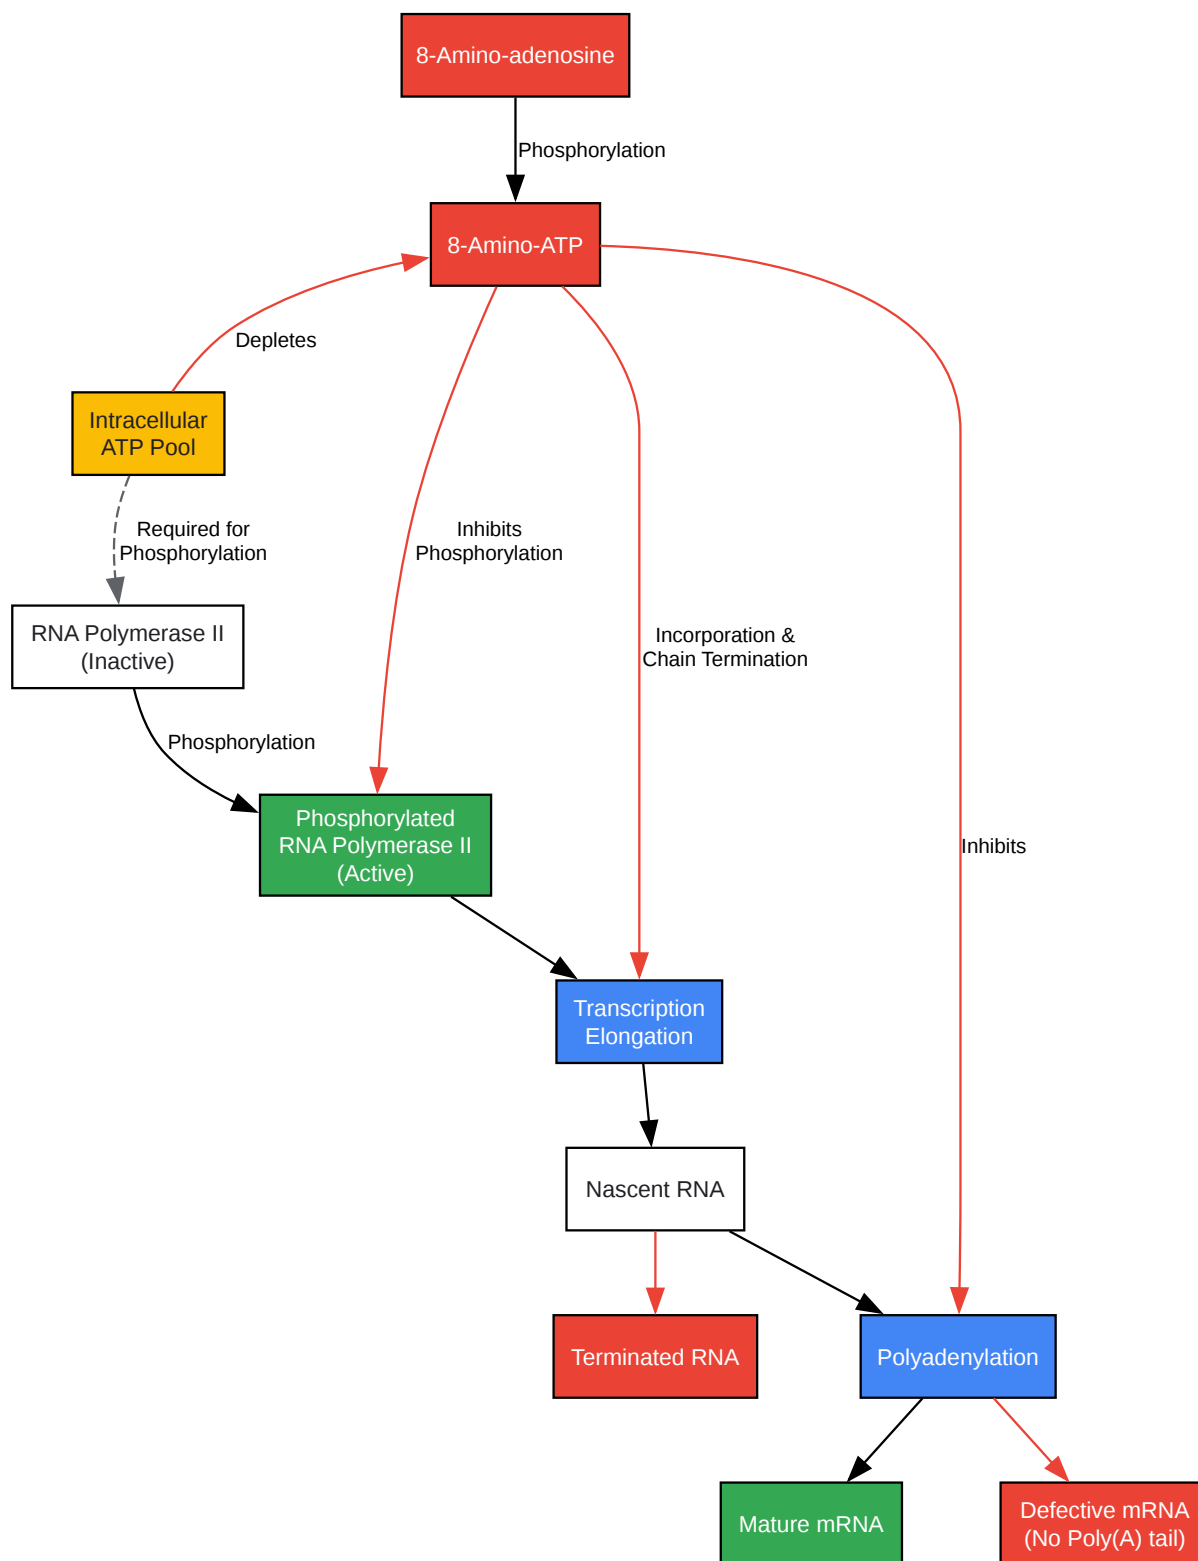 8-Amino-adenosine
Phosphorylation
8-Amino-ATP
Depletes
Intracellular
ATP Pool
Required for
Phosphorylation
Inhibits
Phosphorylation
RNA Polymerase II
(Inactive)
Incorporation &
Chain Termination
Phosphorylation
Phosphorylated
RNA Polymerase II
(Active)
Inhibits
Transcription
Elongation
Nascent RNA
Terminated RNA
Polyadenylation
Mature mRNA
Defective mRNA
(No Poly(A) tail)